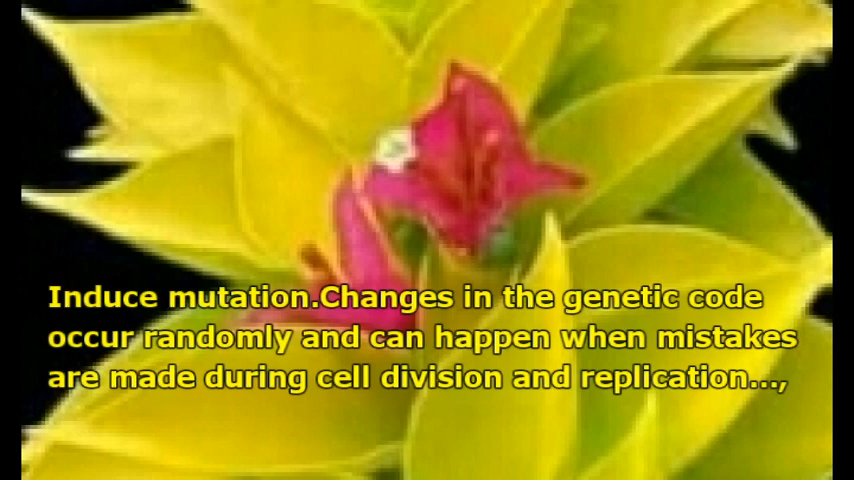 Induce mutation.Changes in the genetic code
occur randomly and can happen when mistakes
are made during cell division and replication...,